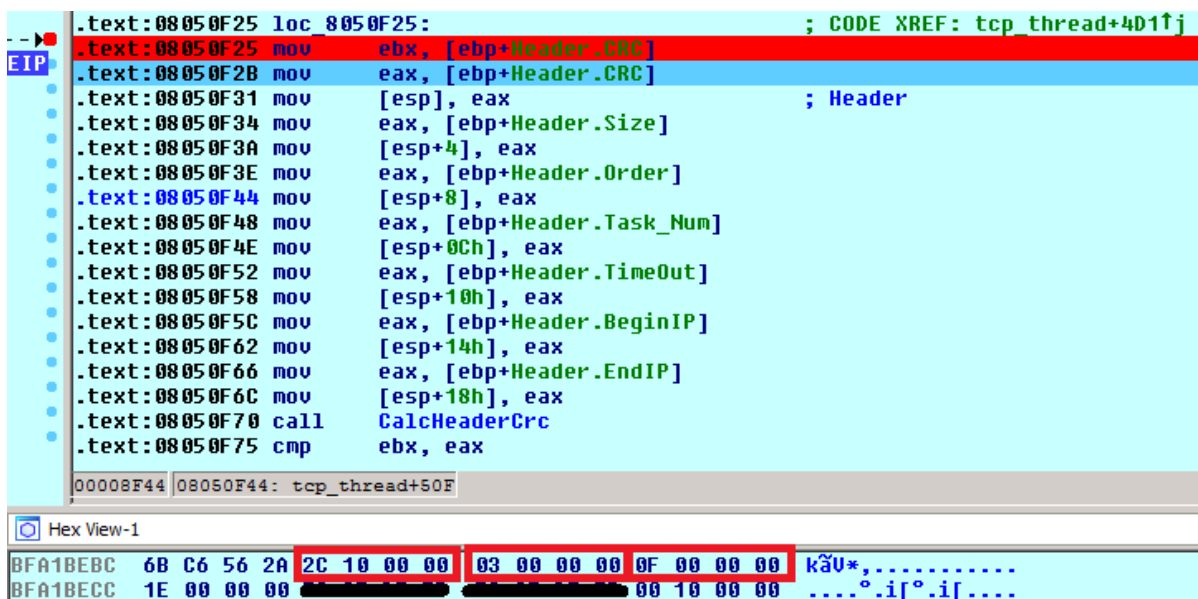 .text:08050F25 loc_8050F25: ; CODE XREF: tcp_thread+4D1↑j
.text:08050F25 mov ebx, [ebp+Header.CRC]
EIP .text:08050F2B mov eax, [ebp+Header.CRC]
.text:08050F31 mov [esp], eax ; Header
.text:08050F34 mov eax, [ebp+Header.Size]
.text:08050F3A mov [esp+4], eax
.text:08050F3E mov eax, [ebp+Header.Order]
.text:08050F44 mov [esp+8], eax
.text:08050F48 mov eax, [ebp+Header.Task_Num]
.text:08050F4E mov [esp+0Ch], eax
.text:08050F52 mov eax, [ebp+Header.TimeOut]
.text:08050F58 mov [esp+10h], eax
.text:08050F5C mov eax, [ebp+Header.BeginIP]
.text:08050F62 mov [esp+14h], eax
.text:08050F66 mov eax, [ebp+Header.EndIP]
.text:08050F6C mov [esp+18h], eax
.text:08050F70 call CalcHeaderCrc
.text:08050F75 cmp ebx, eax
00008F44 08050F44: tcp_thread+50F
Hex View-1
BFA1BEBC 6B C6 56 2A 2C 10 00 00 03 00 00 00 0F 00 00 00 kãV*,...........
BFA1BECC 1E 00 00 00 00 10 00 00 ....º.i[º.i[....